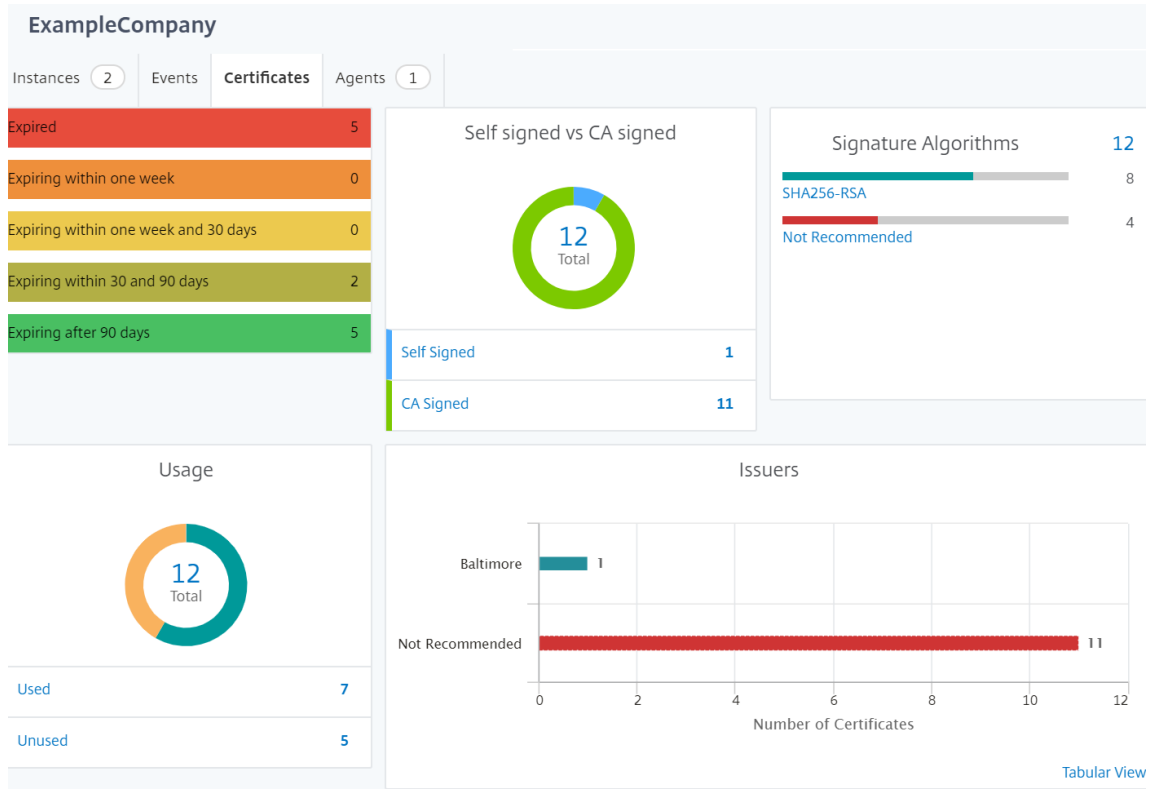 ExampleCompany
Instances 2 Events Certificates Agents 1
Expired 5
Expiring within one week 0
Expiring within one week and 30 days 0
Expiring within 30 and 90 days 2
Expiring after 90 days 5
Self signed vs CA signed
12
Total
Self Signed 1
CA Signed 11
Signature Algorithms 12
8
SHA256-RSA
4
Not Recommended
Usage
12
Total
Used 7
Unused 5
Issuers
Baltimore 1
Not Recommended 11
0 2 4 6 8 10 12
Number of Certificates
Tabular View